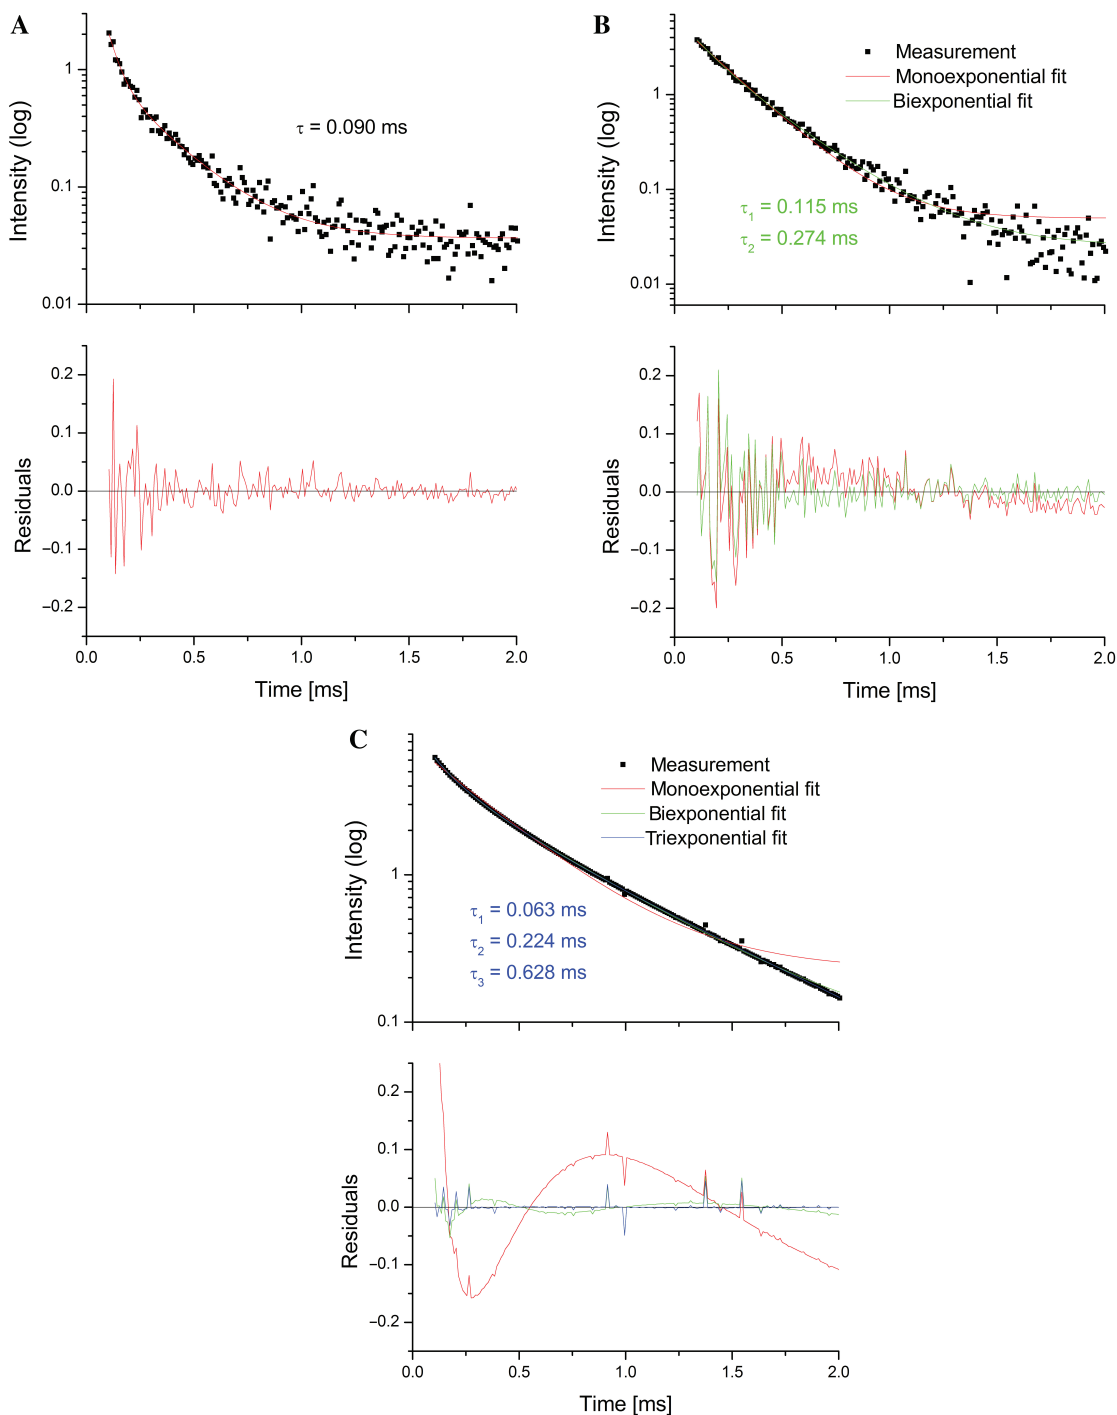 A
Intensity (log)
1
0.1
0.01
τ = 0.090 ms
Residuals
0.2
0.1
0.0
−0.1
−0.2
0.0 0.5 1.0 1.5 2.0
Time [ms]
B
Intensity (log)
1
0.1
0.01
Measurement
Monoexponential fit
Biexponential fit
τ1 = 0.115 ms
τ2 = 0.274 ms
Residuals
0.2
0.1
0.0
−0.1
−0.2
0.0 0.5 1.0 1.5 2.0
Time [ms]
C
Intensity (log)
1
0.1
Measurement
Monoexponential fit
Biexponential fit
Triexponential fit
τ1 = 0.063 ms
τ2 = 0.224 ms
τ3 = 0.628 ms
Residuals
0.2
0.1
0.0
−0.1
−0.2
0.0 0.5 1.0 1.5 2.0
Time [ms]